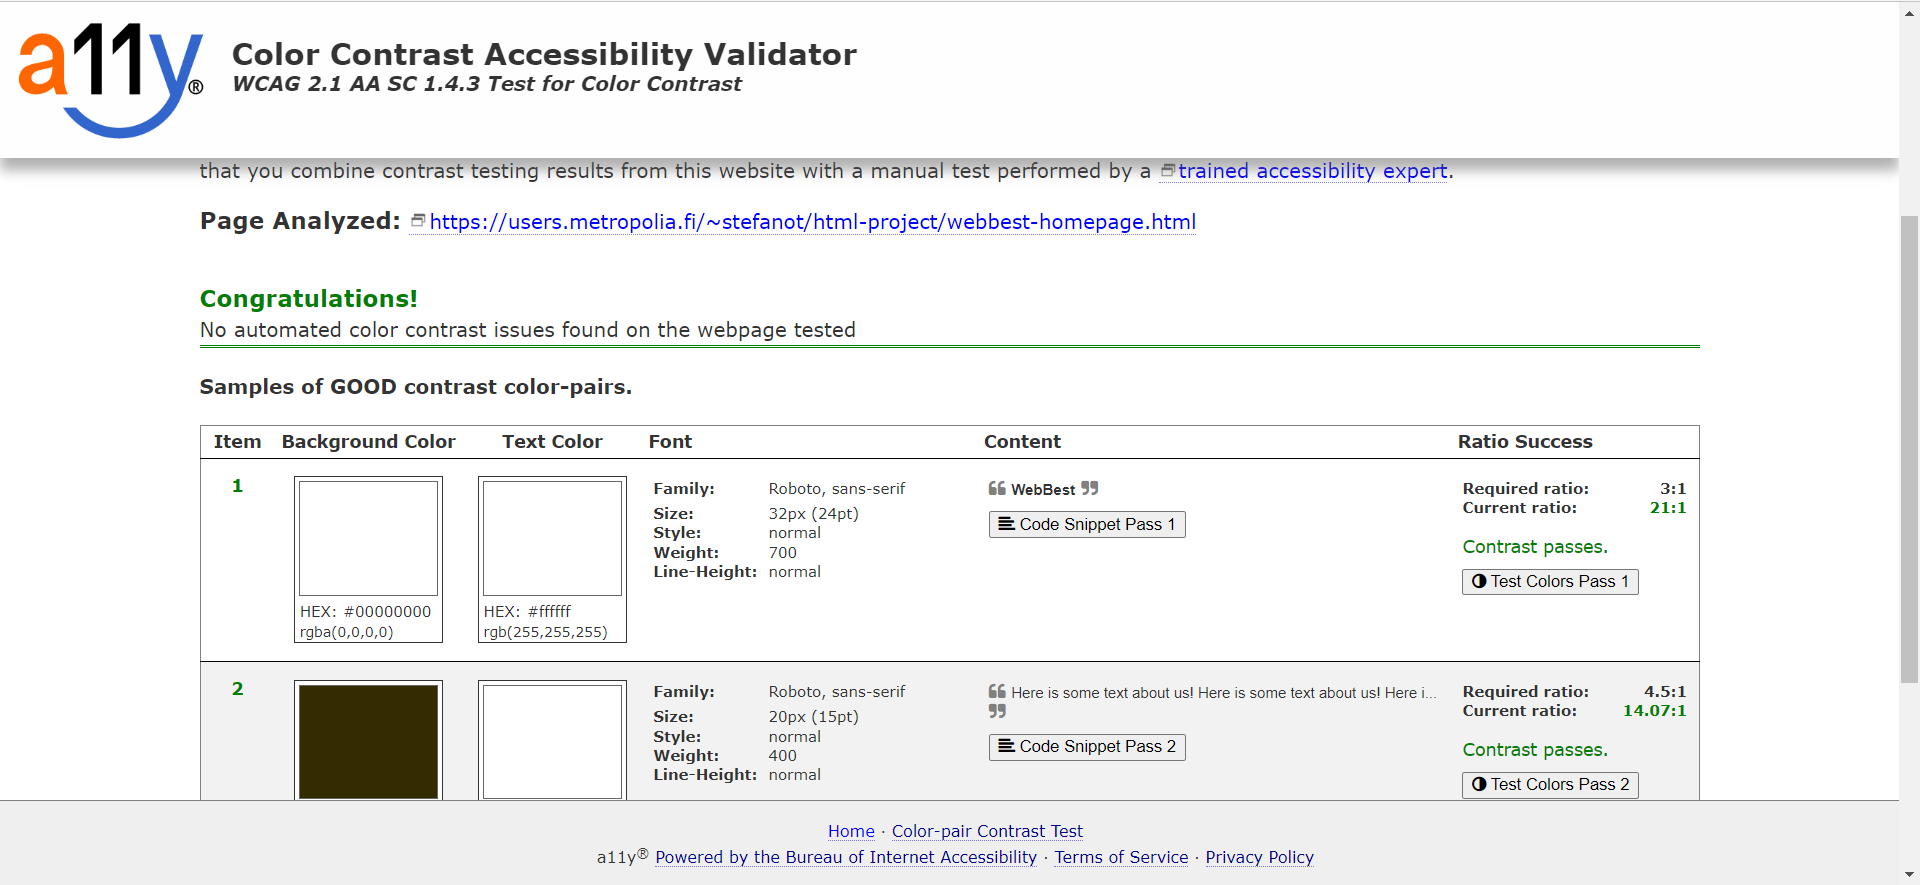 a11y®
Color Contrast Accessibility Validator
WCAG 2.1 AA SC 1.4.3 Test for Color Contrast
that you combine contrast testing results from this website with a manual test performed by a trained accessibility expert.
Page Analyzed: https://users.metropolia.fi/~stefanot/html-project/webbest-homepage.html
Congratulations!
No automated color contrast issues found on the webpage tested
Samples of GOOD contrast color-pairs.
Item Background Color Text Color Font Content Ratio Success
1
HEX: #00000000
rgba(0,0,0,0)
HEX: #ffffff
rgb(255,255,255)
Family: Roboto, sans-serif
Size: 32px (24pt)
Style: normal
Weight: 700
Line-Height: normal
❝ WebBest ❞
Code Snippet Pass 1
Required ratio: 3:1
Current ratio: 21:1
Contrast passes.
Test Colors Pass 1
2
Family: Roboto, sans-serif
Size: 20px (15pt)
Style: normal
Weight: 400
Line-Height: normal
❝ Here is some text about us! Here is some text about us! Here i...
❞
Code Snippet Pass 2
Required ratio: 4.5:1
Current ratio: 14.07:1
Contrast passes.
Test Colors Pass 2
Home · Color-pair Contrast Test
a11y® Powered by the Bureau of Internet Accessibility · Terms of Service · Privacy Policy